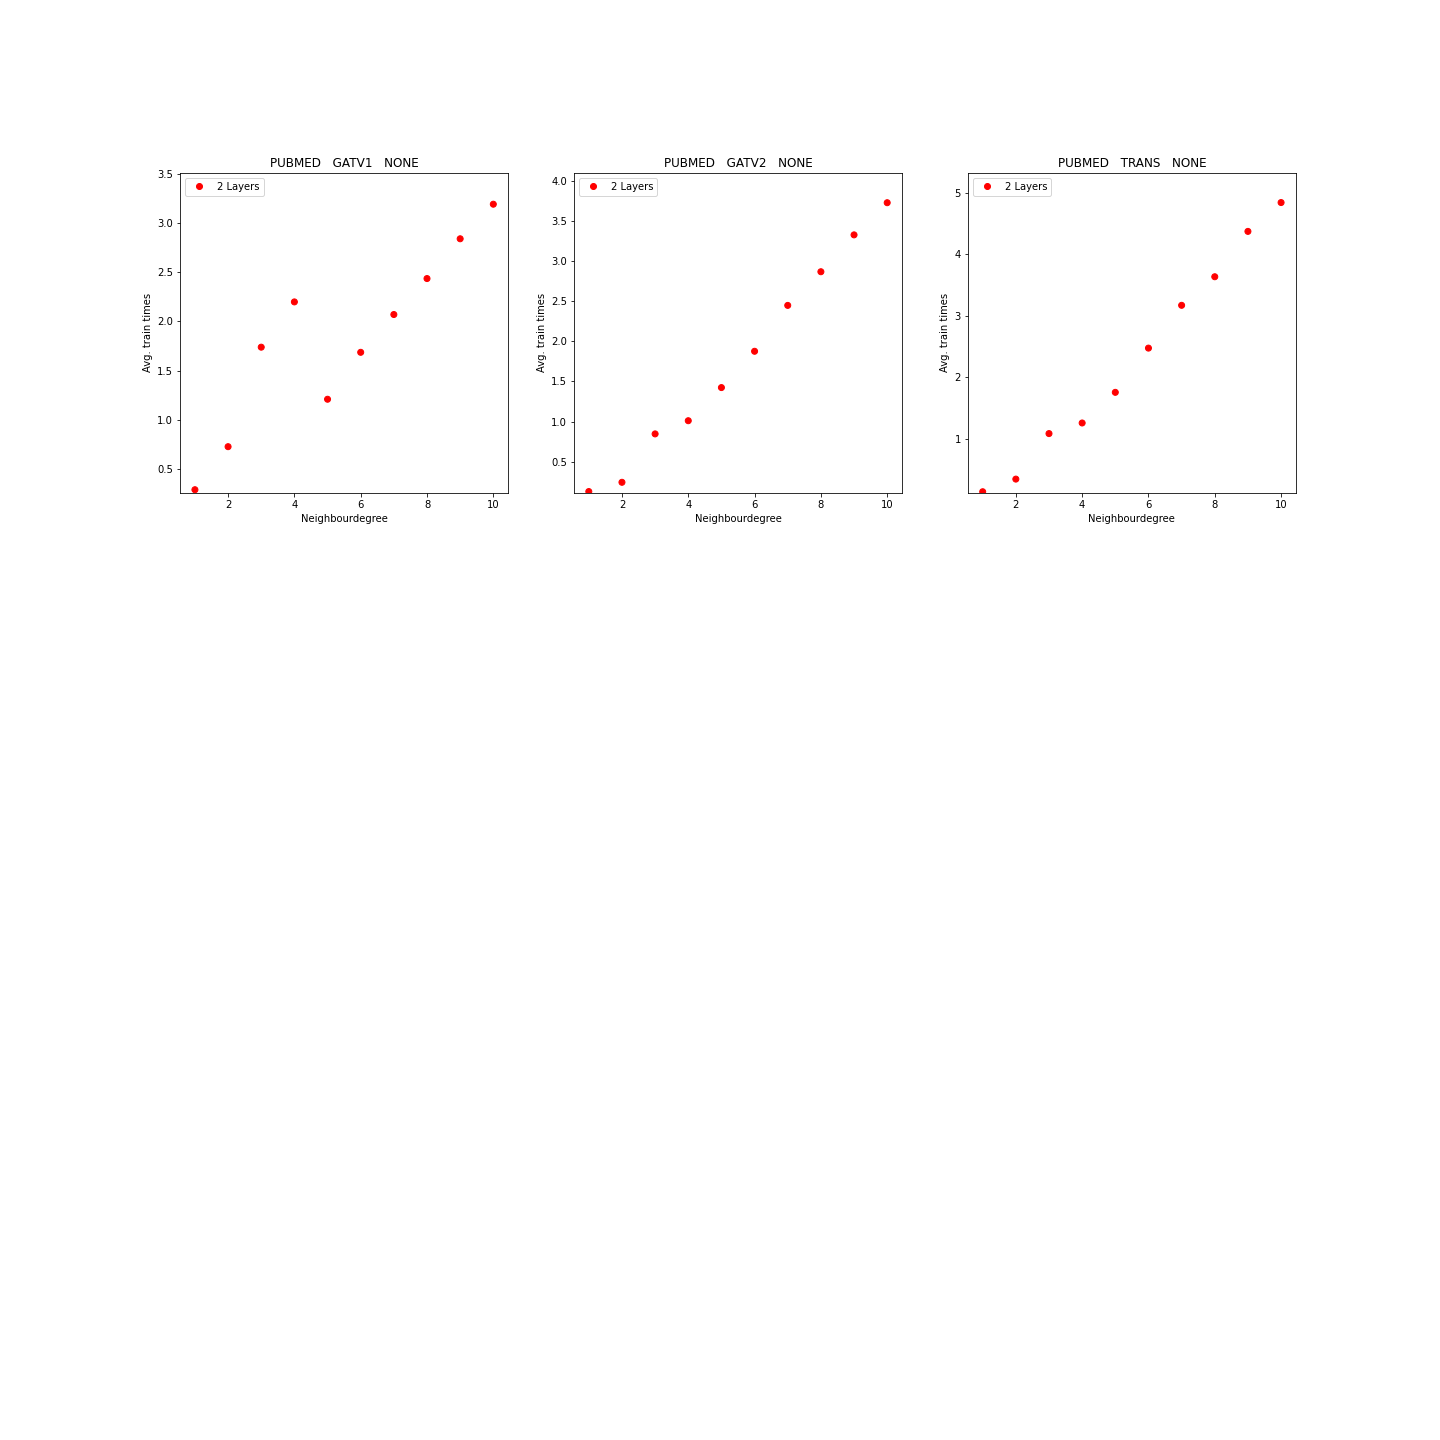 PUBMED GATV1 NONE
2 Layers
3.5
3.0
2.5
2.0
1.5
1.0
0.5
Avg. train times
2 4 6 8 10
Neighbourdegree
PUBMED GATV2 NONE
2 Layers
4.0
3.5
3.0
2.5
2.0
1.5
1.0
0.5
Avg. train times
2 4 6 8 10
Neighbourdegree
PUBMED TRANS NONE
2 Layers
5
4
3
2
1
Avg. train times
2 4 6 8 10
Neighbourdegree